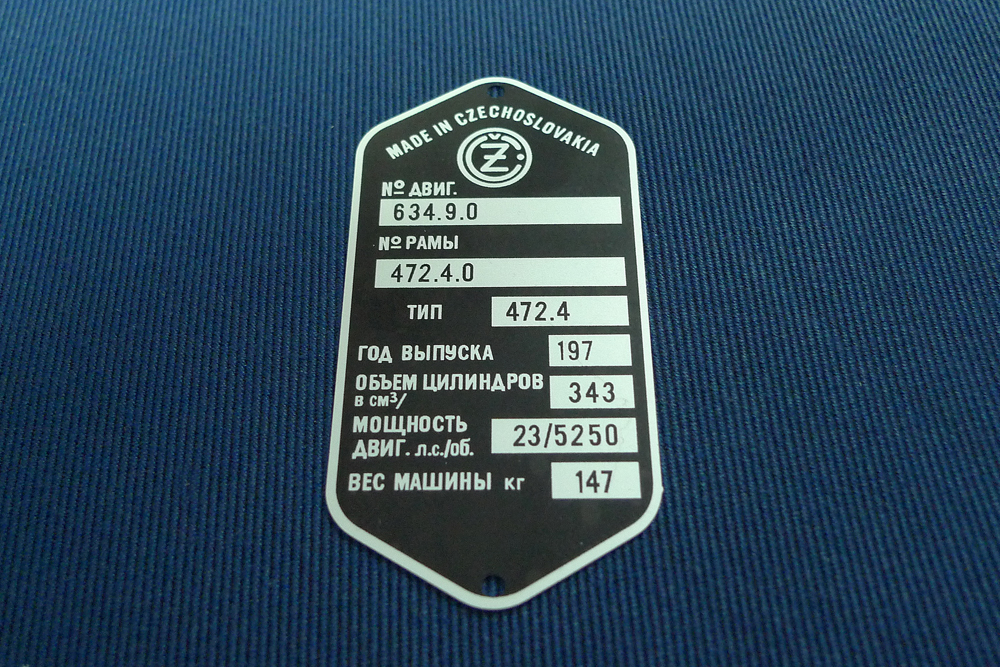 MADE IN CZECHOSLOVAKIA
ČZ
№ ДВИГ.
634.9.0
№ РАМЫ
472.4.0
ТИП 472.4
ГОД ВЫПУСКА 197
ОБЪЕМ ЦИЛИНДРОВ
в см³/ 343
МОЩНОСТЬ
ДВИГ. л.с./об. 23/5250
ВЕС МАШИНЫ кг 147